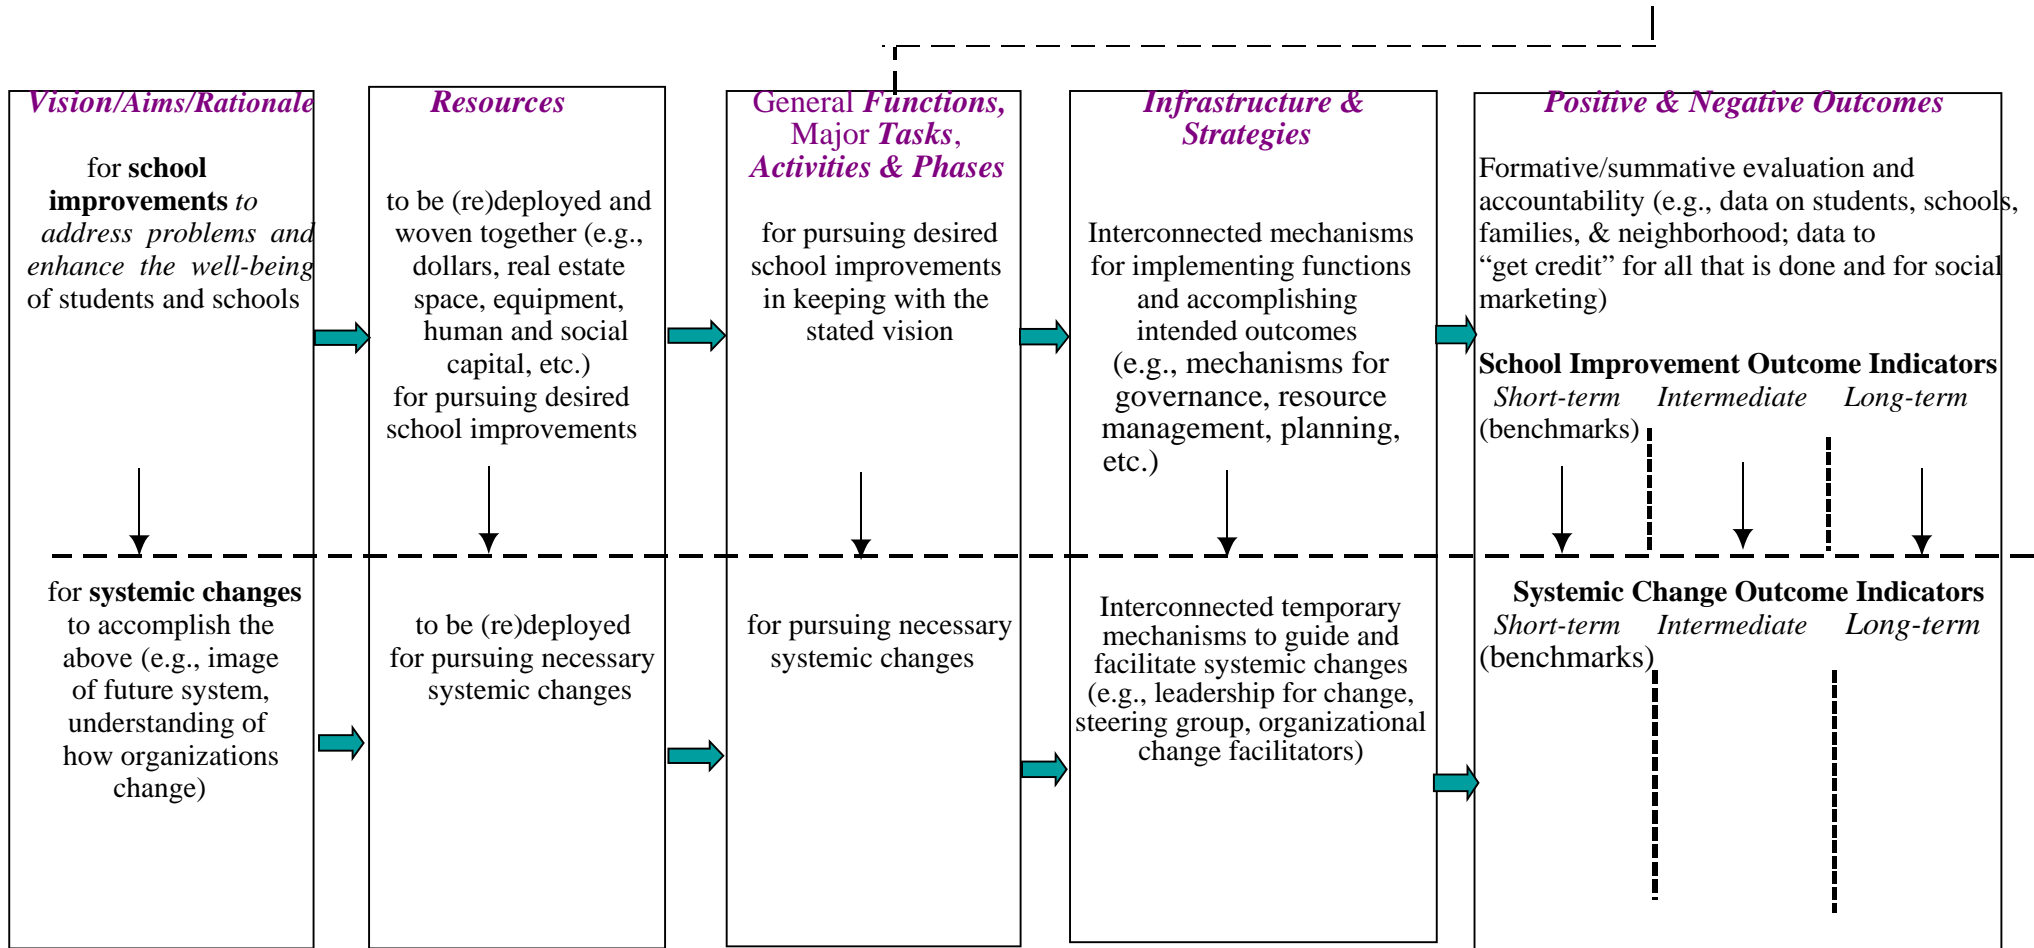 Vision/Aims/Rationale
for school
improvements to
address problems and
enhance the well-being
of students and schools
for systemic changes
to accomplish the
above (e.g., image
of future system,
understanding of
how organizations
change)
Resources
to be (re)deployed and
woven together (e.g.,
dollars, real estate
space, equipment,
human and social
capital, etc.)
for pursuing desired
school improvements
to be (re)deployed
for pursuing necessary
systemic changes
General Functions,
Major Tasks,
Activities & Phases
for pursuing desired
school improvements
in keeping with the
stated vision
for pursuing necessary
systemic changes
Infrastructure &
Strategies
Interconnected mechanisms
for implementing functions
and accomplishing
intended outcomes
(e.g., mechanisms for
governance, resource
management, planning,
etc.)
Interconnected temporary
mechanisms to guide and
facilitate systemic changes
(e.g., leadership for change,
steering group, organizational
change facilitators)
Positive & Negative Outcomes
Formative/summative evaluation and
accountability (e.g., data on students, schools,
families, & neighborhood; data to
“get credit” for all that is done and for social
marketing)
School Improvement Outcome Indicators
Short-term Intermediate Long-term
(benchmarks)
Systemic Change Outcome Indicators
Short-term Intermediate Long-term
(benchmarks)